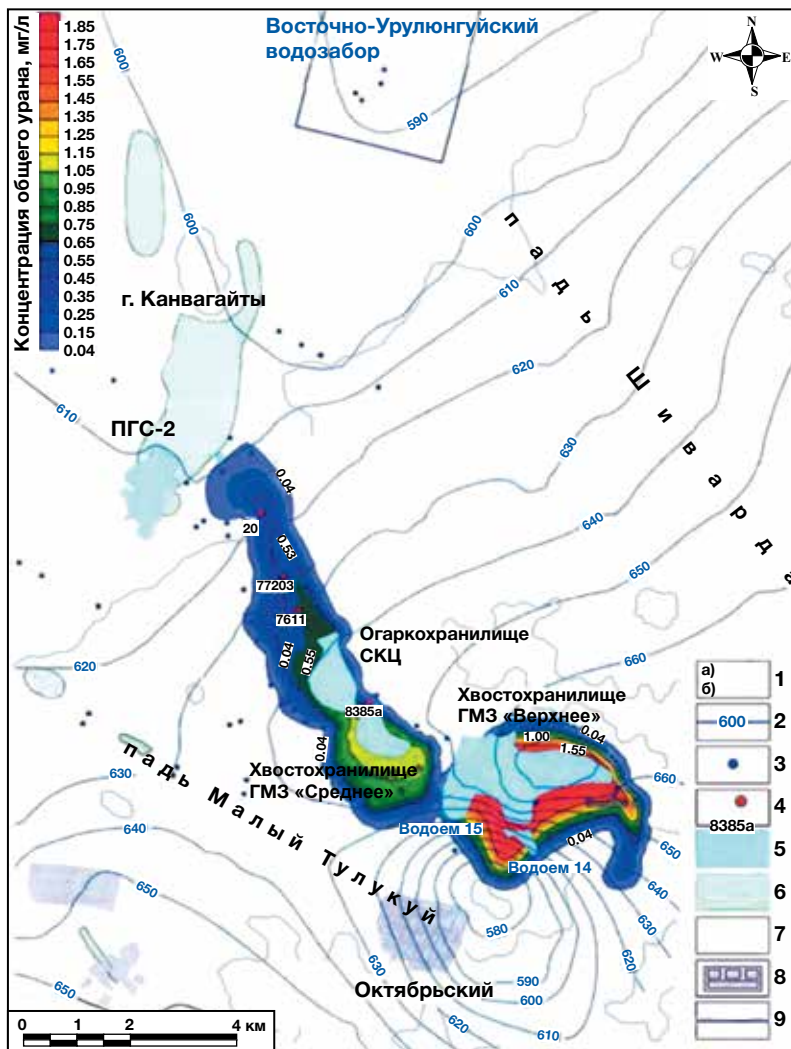 Концентрация общего урана, мг/л
1.85
1.75
1.65
1.55
1.45
1.35
1.25
1.15
1.05
0.95
0.85
0.75
0.65
0.55
0.45
0.35
0.25
0.15
0.04
Восточно-Урулюнгуйский
водозабор
N
W E
S
600
590
600
600
падь Шиварда
610
г. Канвагайты
620
610
ПГС-2
630
0.04
640
20
0.53
650
77203
7611
0.04
0.55
Огаркохранилище
СКЦ
620
660
Хвостохранилище
ГМЗ «Верхнее»
8385а
1.00
0.04
1.55
0.04
660
Хвостохранилище
ГМЗ «Среднее»
падь Малый Тулукуй
630
640
650
Водоем 15
0.04
Водоем 14
650
640
630
620
580
590
600
610
630
620
650
Октябрьский
а)
б)
1
600
2
3
4
8385а
5
6
7
8
9
0 1 2 4 км